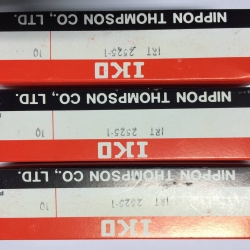 NIPPON THOMPSON CO., LTD.
IRT 2525-1 10
IKO
NIPPON THOMPSON CO., LTD.
IRT 2525-1 10
IKO
NIPPON THOMPSON CO., LTD.
IRT 2525-1 10
IKO